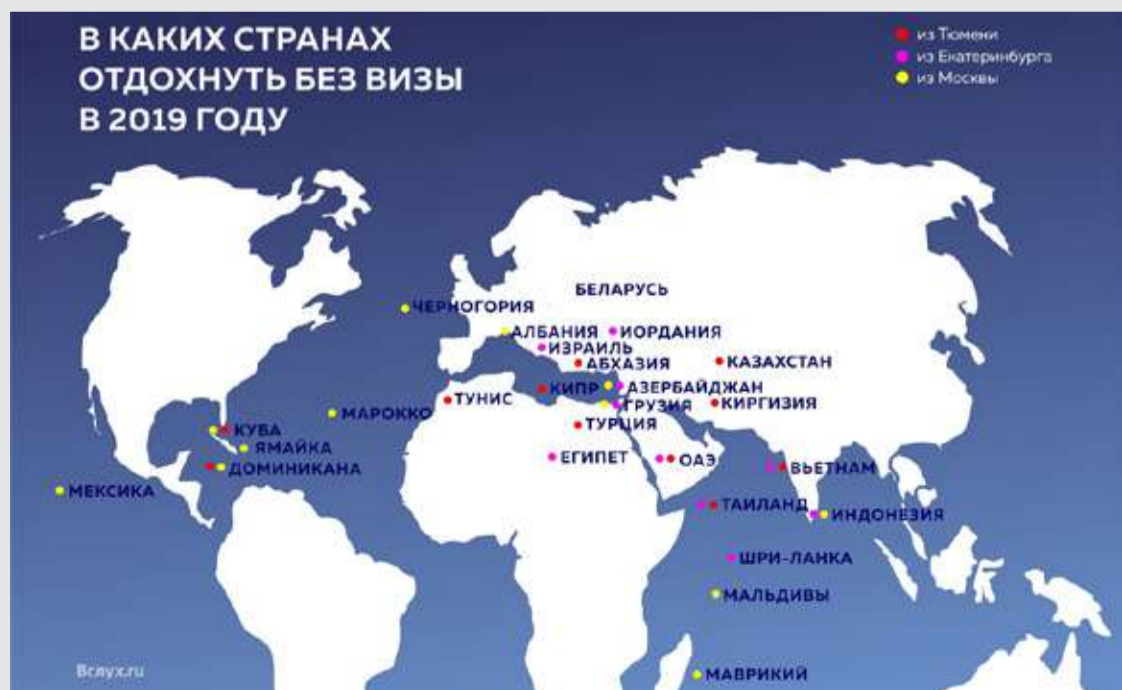 В КАКИХ СТРАНАХ
ОТДОХНУТЬ БЕЗ ВИЗЫ
В 2019 ГОДУ
из Тюмени
из Екатеринбурга
из Москвы
БЕЛАРУСЬ
ЧЕРНОГОРИЯ
АЛБАНИЯ
ИОРДАНИЯ
ИЗРАИЛЬ
АБХАЗИЯ
КАЗАХСТАН
КИПР
АЗЕРБАЙДЖАН
ТУНИС
ГРУЗИЯ
КИРГИЗИЯ
МАРОККО
ТУРЦИЯ
КУБА
ЯМАЙКА
ЕГИПЕТ
ОАЭ
ДОМИНИКАНА
ВЬЕТНАМ
МЕКСИКА
ТАИЛАНД
ИНДОНЕЗИЯ
ШРИ-ЛАНКА
МАЛЬДИВЫ
МАВРИКИЙ
Вслух.ru